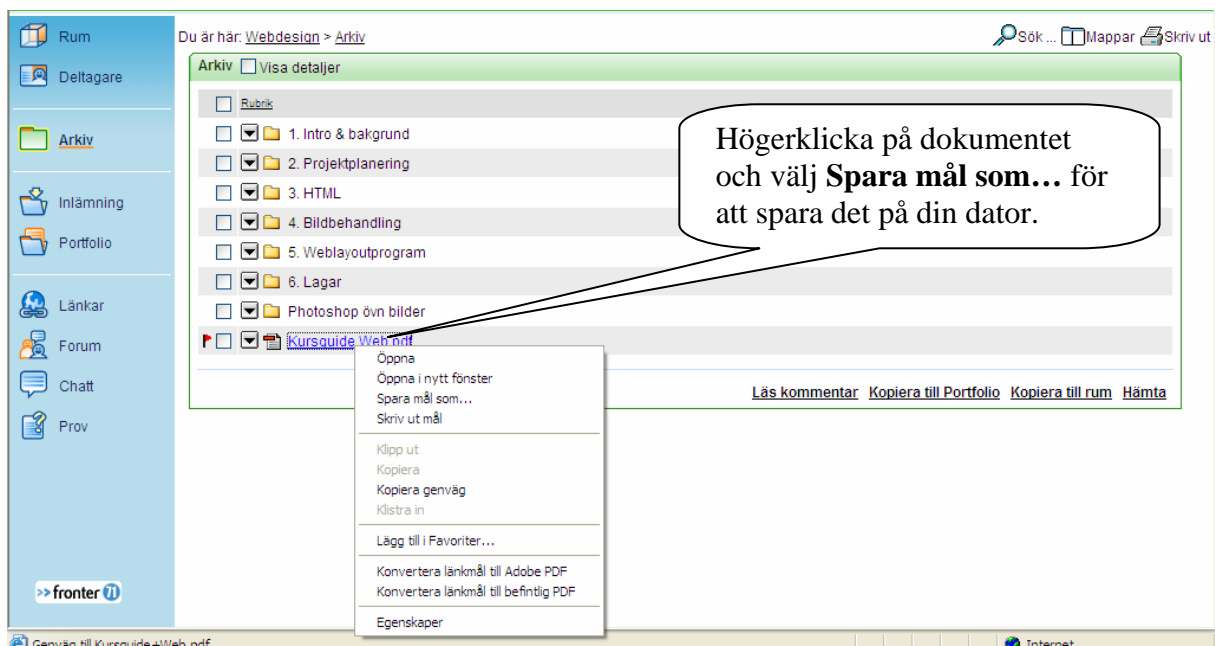 Rum
Deltagare
Arkiv
Inlämning
Portfolio
Länkar
Forum
Chatt
Prov
>> fronter 71
Du är här: Webdesign > Arkiv
Sök ... Mappar Skriv ut
Arkiv Visa detaljer
Rubrik
1. Intro & bakgrund
2. Projektplanering
3. HTML
4. Bildbehandling
5. Weblayoutprogram
6. Lagar
Photoshop övn bilder
Kursguide Web.pdf
Högerklicka på dokumentet
och välj Spara mål som… för
att spara det på din dator.
Öppna
Öppna i nytt fönster
Spara mål som...
Skriv ut mål
Klipp ut
Kopiera
Kopiera genväg
Klistra in
Lägg till i Favoriter...
Konvertera länkmål till Adobe PDF
Konvertera länkmål till befintlig PDF
Egenskaper
Läs kommentar Kopiera till Portfolio Kopiera till rum Hämta
Genväg till Kursguide+Web.pdf
Internet